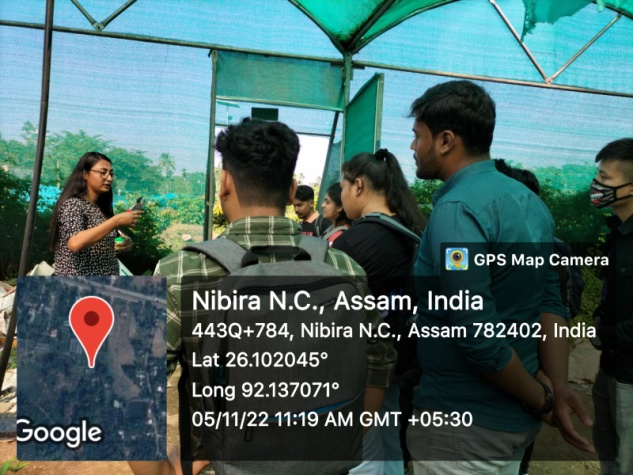 GPS Map Camera
Nibira N.C., Assam, India
443Q+784, Nibira N.C., Assam 782402, India
Lat 26.102045°
Long 92.137071°
05/11/22 11:19 AM GMT +05:30
Google